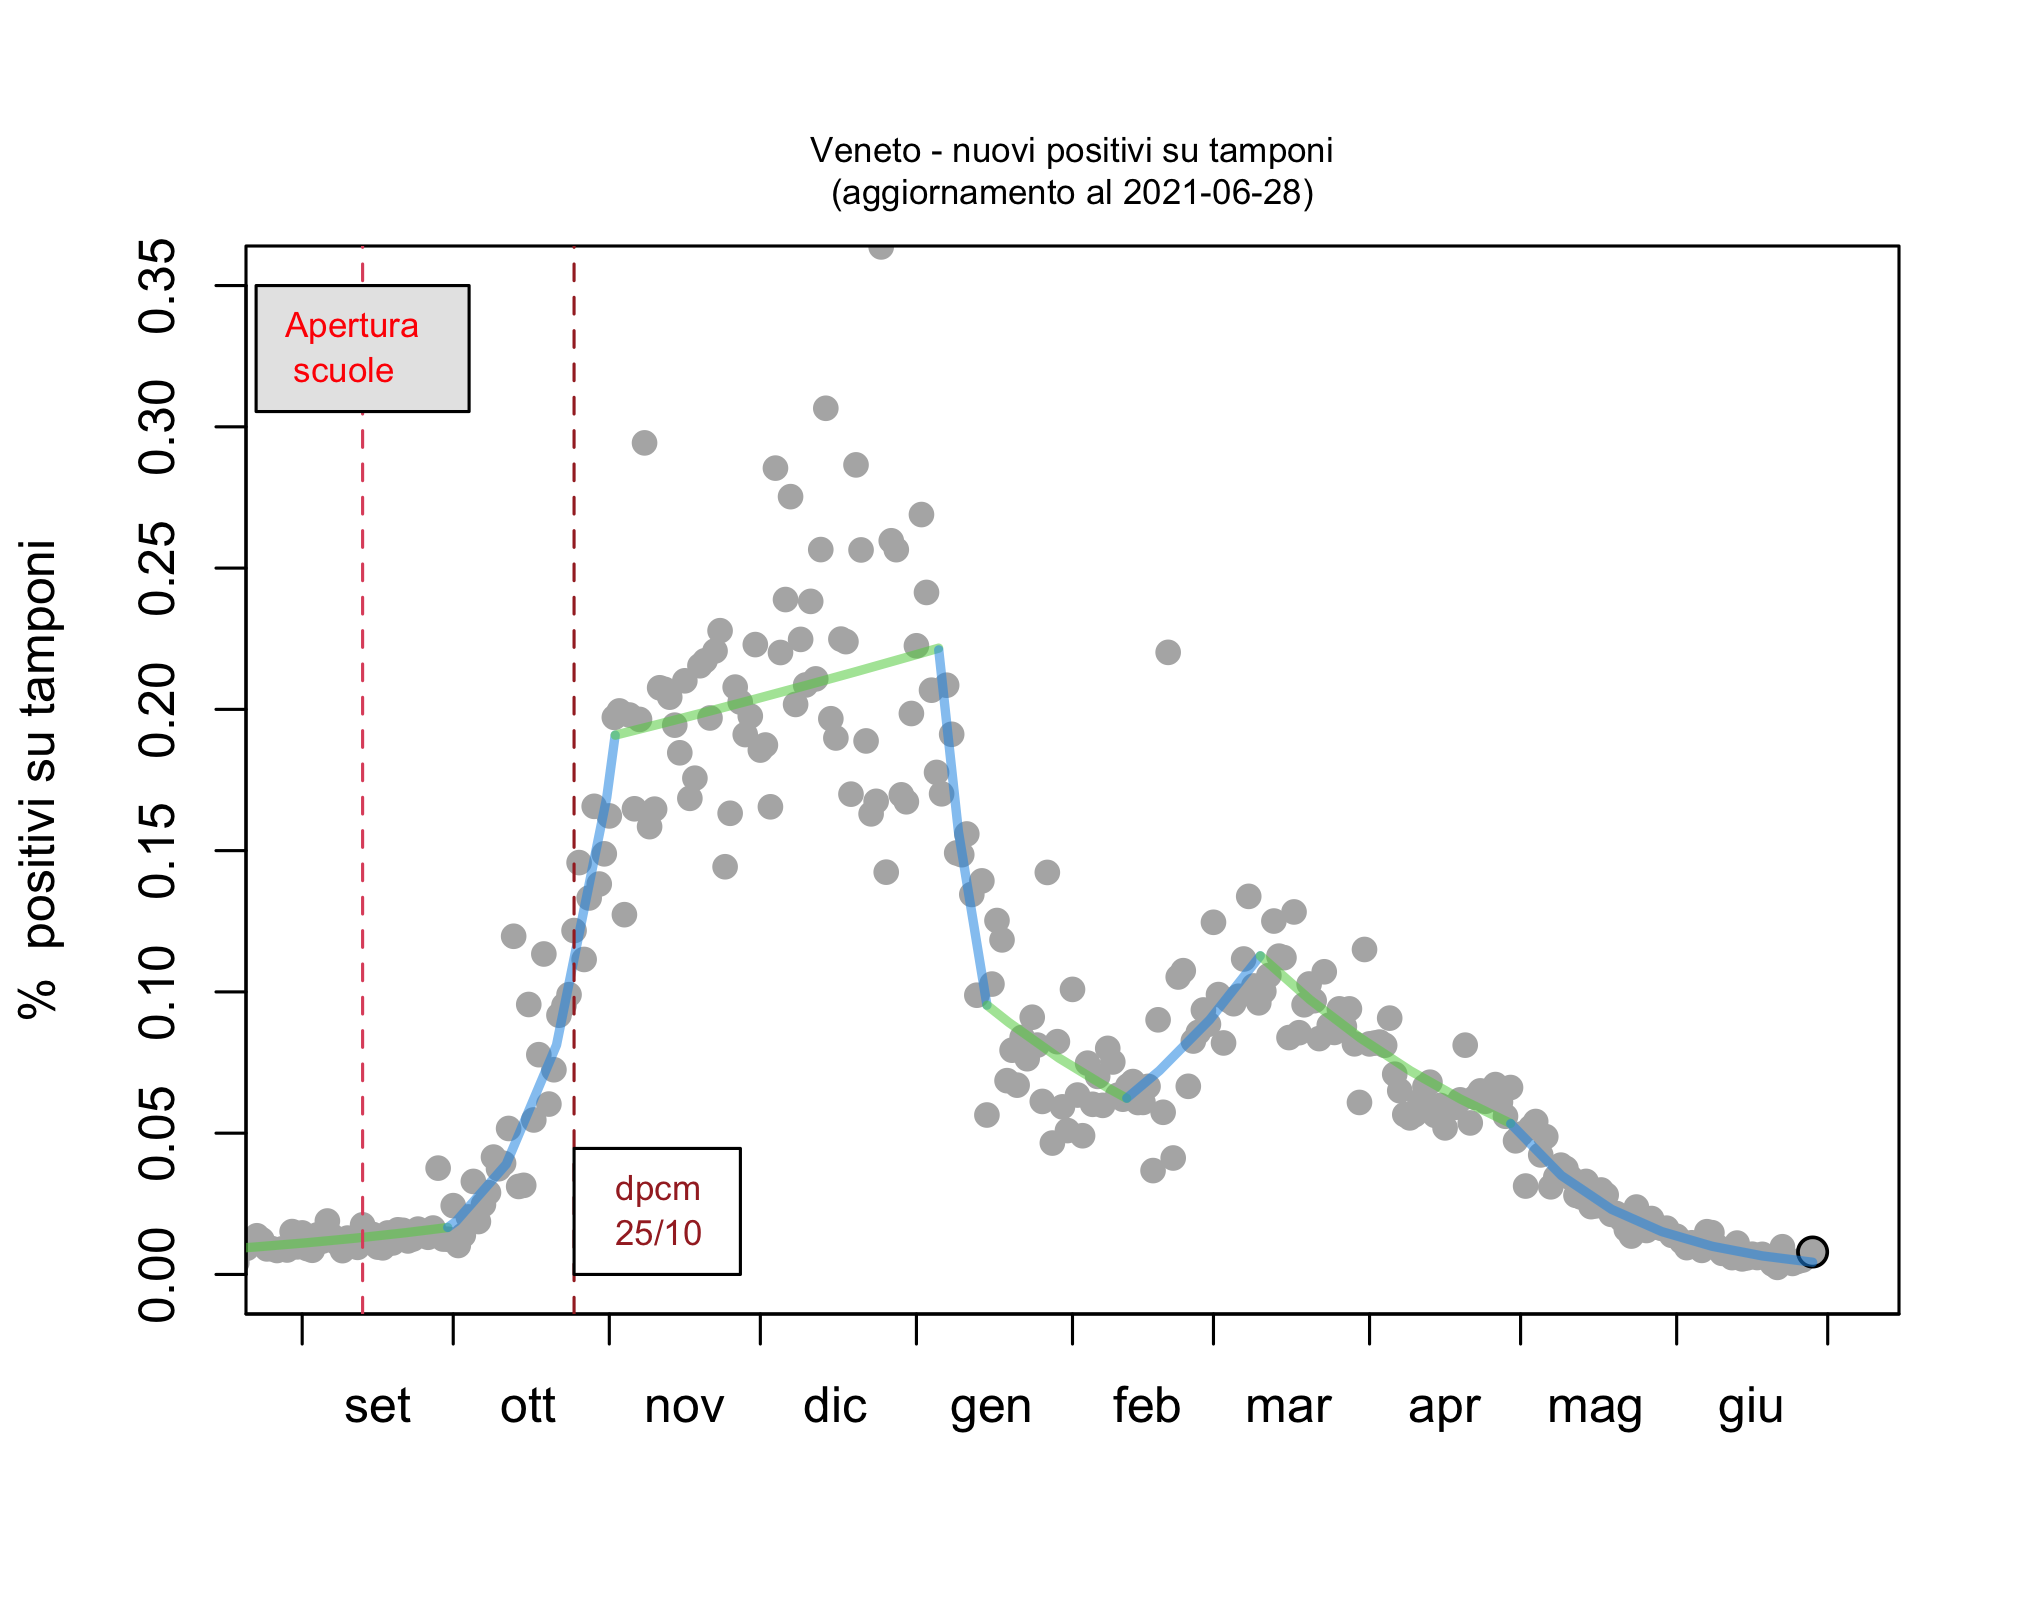 Veneto - nuovi positivi su tamponi
(aggiornamento al 2021-06-28)
% positivi su tamponi
0.35
0.30
0.25
0.20
0.15
0.10
0.05
0.00
Apertura
scuole
dpcm
25/10
set ott nov dic gen feb mar apr mag giu